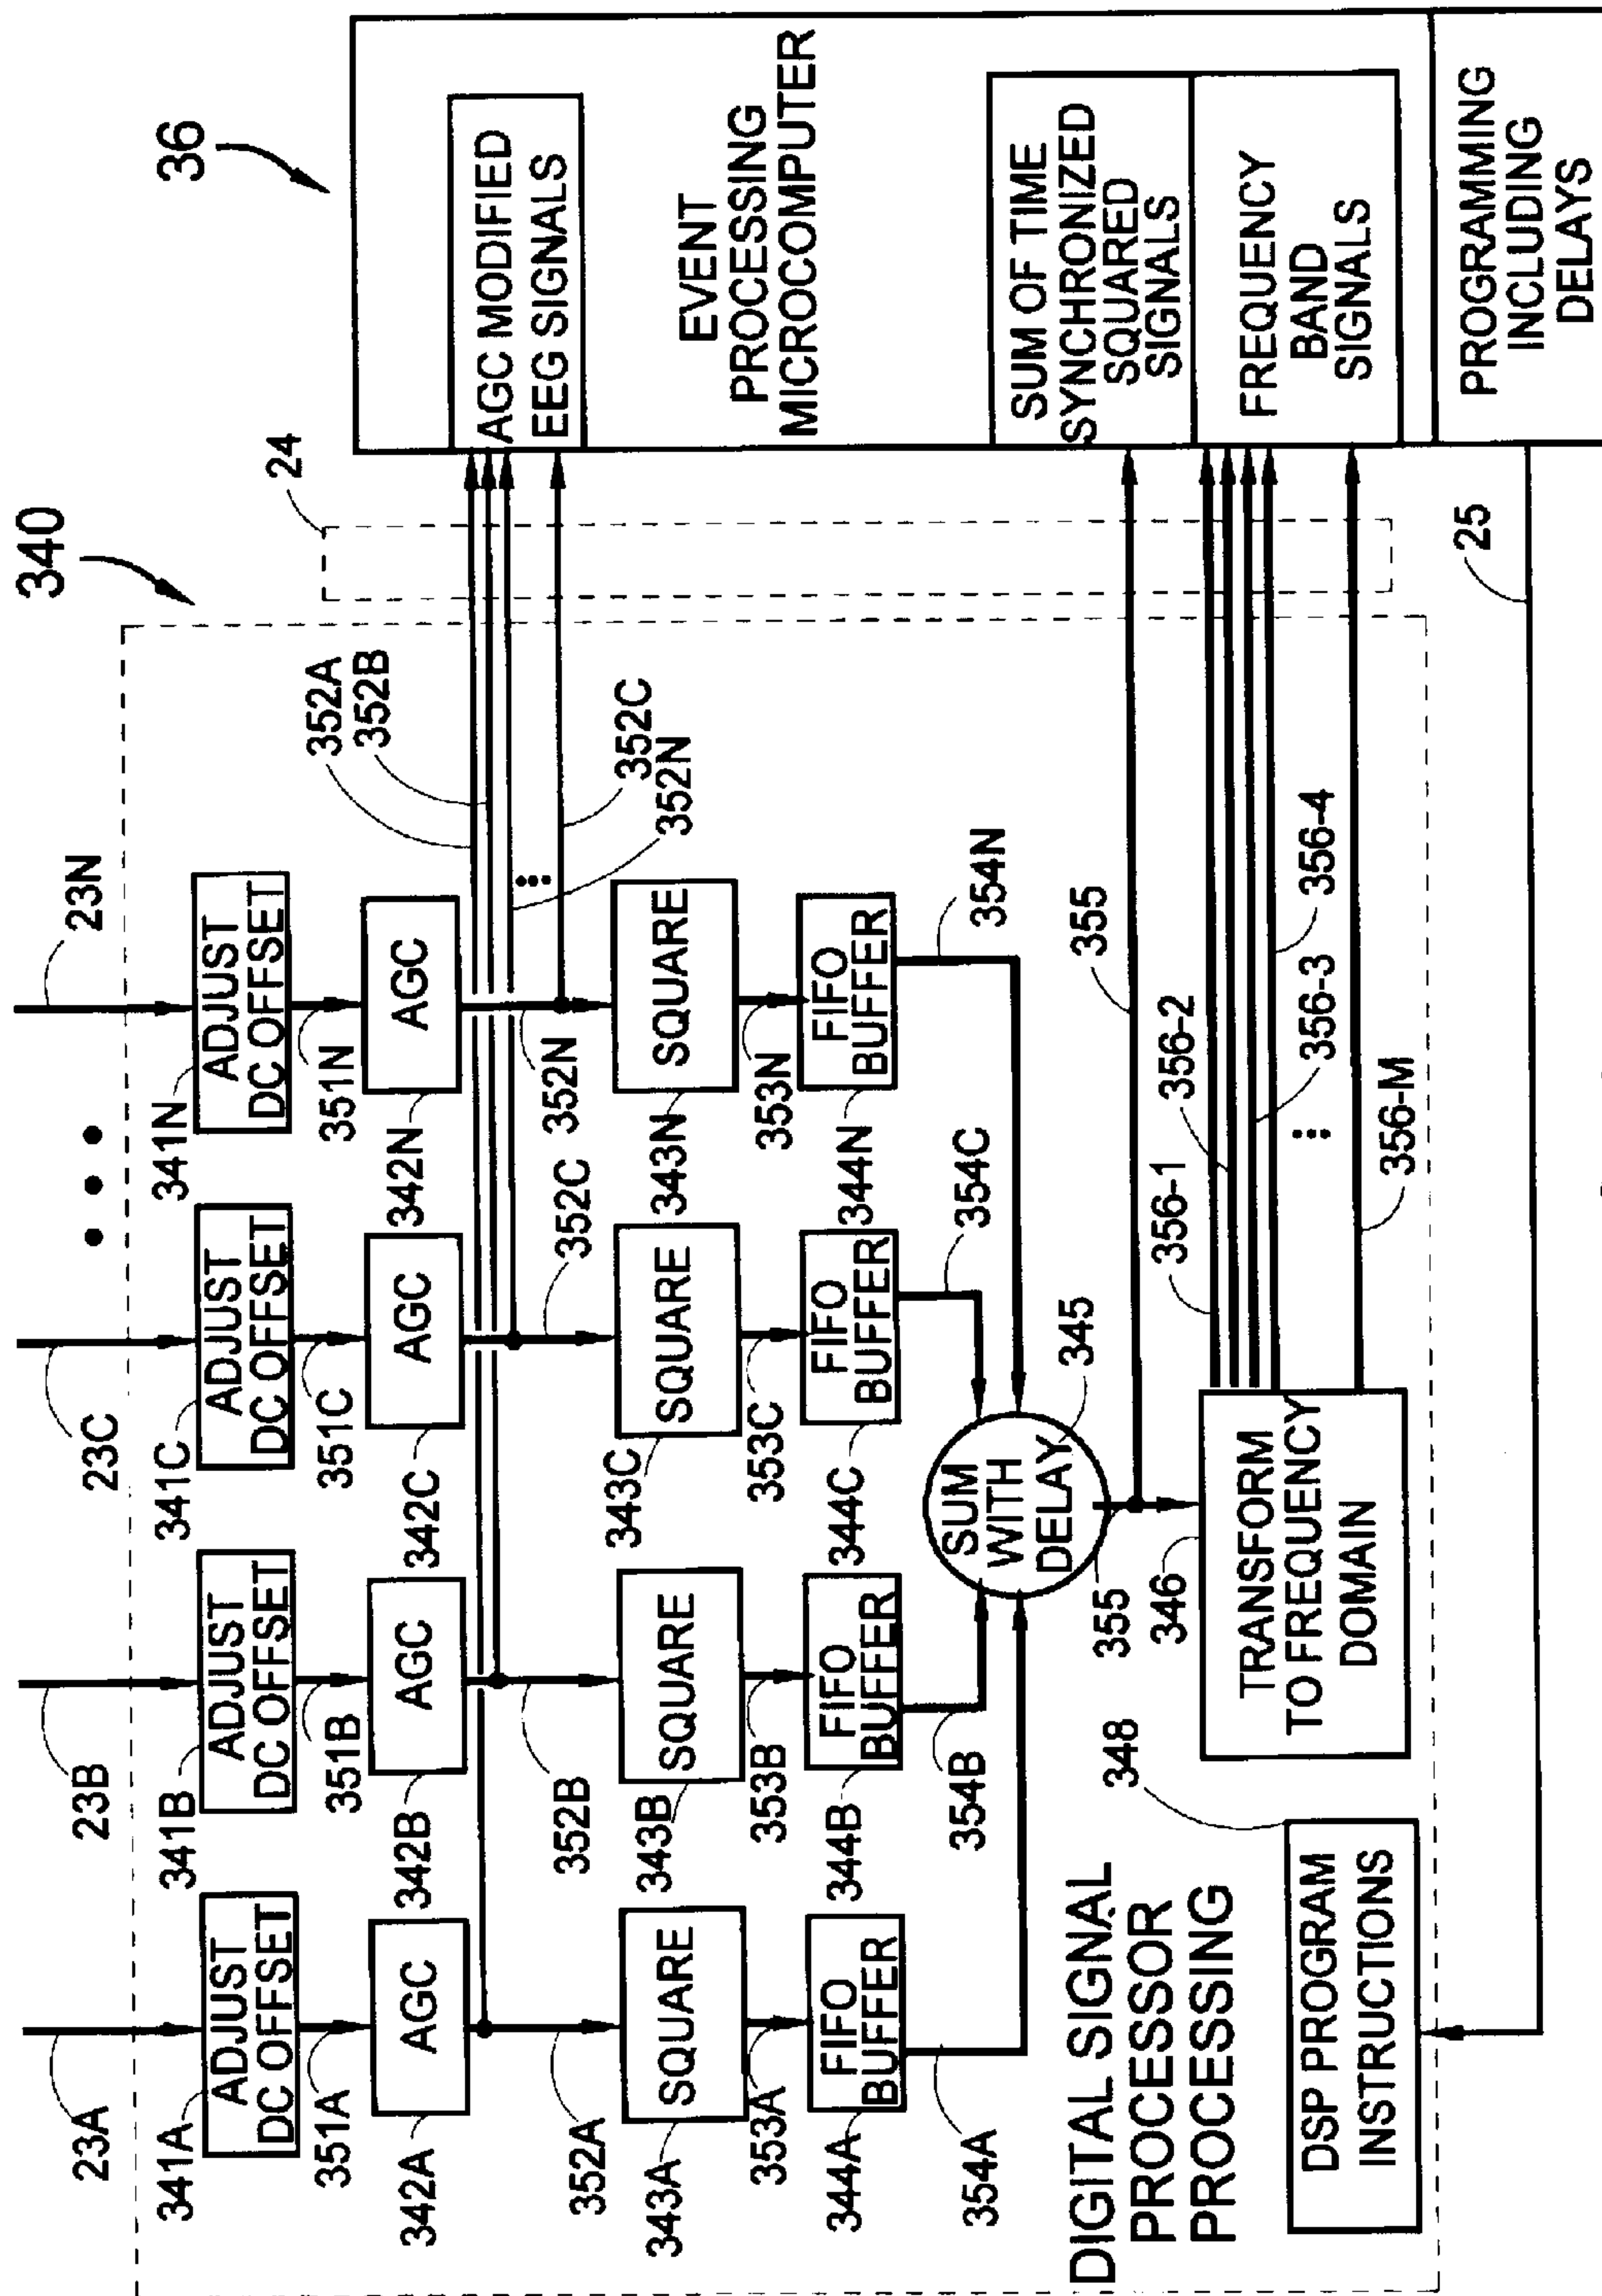 340
36
24
23A
23B
23C
23N
341A
ADJUST
DC OFFSET
341B
ADJUST
DC OFFSET
341C
ADJUST
DC OFFSET
• • •
341N
ADJUST
DC OFFSET
351A
351B
351C
351N
342A
AGC
342B
AGC
342C
AGC
342N
AGC
352A
352B
352C
352N
352A
352B
352C
352N
343A
SQUARE
343B
SQUARE
343C
SQUARE
343N
SQUARE
353A
353B
353C
353N
344A
FIFO
BUFFER
344B
FIFO
BUFFER
344C
FIFO
BUFFER
344N
FIFO
BUFFER
354A
354B
354C
354N
SUM
WITH
DELAY
345
355
355
346
TRANSFORM
TO FREQUENCY
DOMAIN
356-1
356-2
356-3
356-4
356-M
DIGITAL SIGNAL
PROCESSOR
PROCESSING
348
DSP PROGRAM
INSTRUCTIONS
25
AGC MODIFIED
EEG SIGNALS
EVENT
PROCESSING
MICROCOMPUTER
SUM OF TIME
SYNCHRONIZED
SQUARED
SIGNALS
FREQUENCY
BAND
SIGNALS
PROGRAMMING
INCLUDING
DELAYS